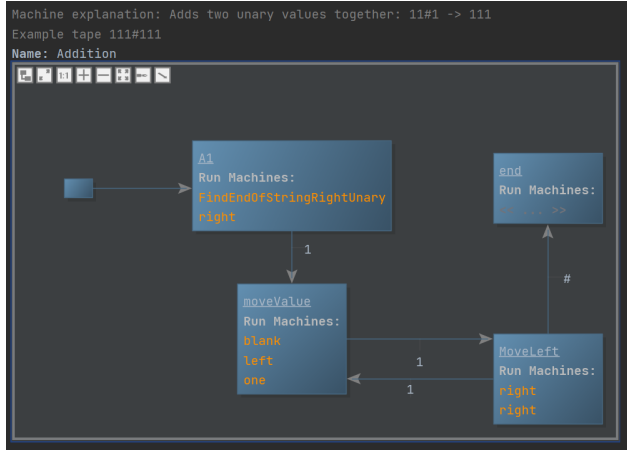 Machine explanation: Adds two unary values together: 11#1 -> 111
Example tape 111#111
Name: Addition
1:1
A1
Run Machines:
FindEndOfStringRightUnary
right
end
Run Machines:
<< ... >>
1
#
moveValue
Run Machines:
blank
left
one
1
1
MoveLeft
Run Machines:
right
right